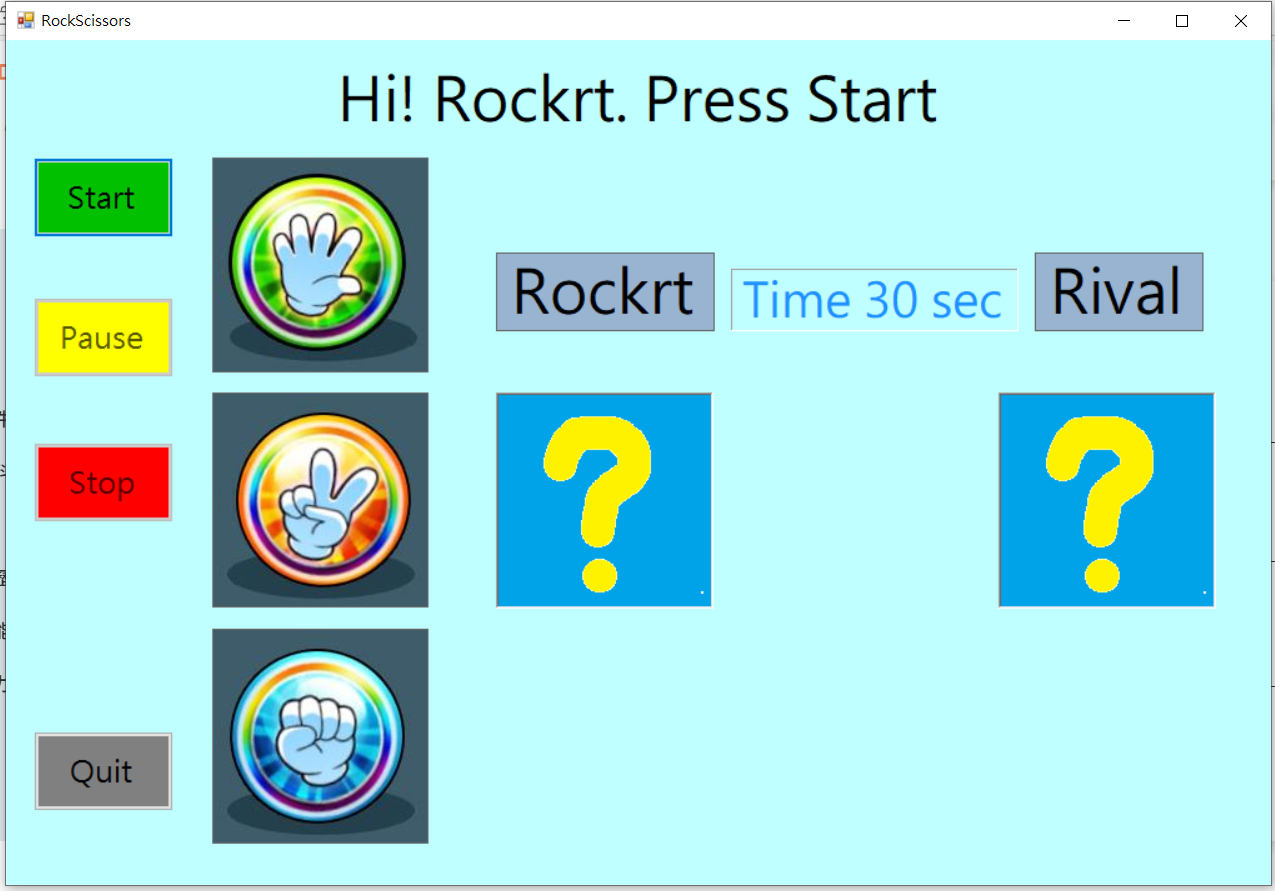 RockScissors
Hi! Rockrt. Press Start
Start
Pause
Stop
Quit
Rockrt
Time 30 sec
Rival
?
?